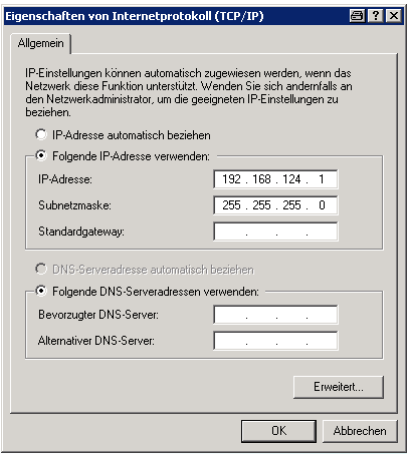 Eigenschaften von Internetprotokoll (TCP/IP)
Allgemein
IP-Einstellungen können automatisch zugewiesen werden, wenn das
Netzwerk diese Funktion unterstützt. Wenden Sie sich andernfalls an
den Netzwerkadministrator, um die geeigneten IP-Einstellungen zu
beziehen.
IP-Adresse automatisch beziehen
Folgende IP-Adresse verwenden:
IP-Adresse: 192 . 168 . 124 . 1
Subnetzmaske: 255 . 255 . 255 . 0
Standardgateway: . . .
DNS-Serveradresse automatisch beziehen
Folgende DNS-Serveradressen verwenden:
Bevorzugter DNS-Server: . . .
Alternativer DNS-Server: . . .
Erweitert...
OK Abbrechen